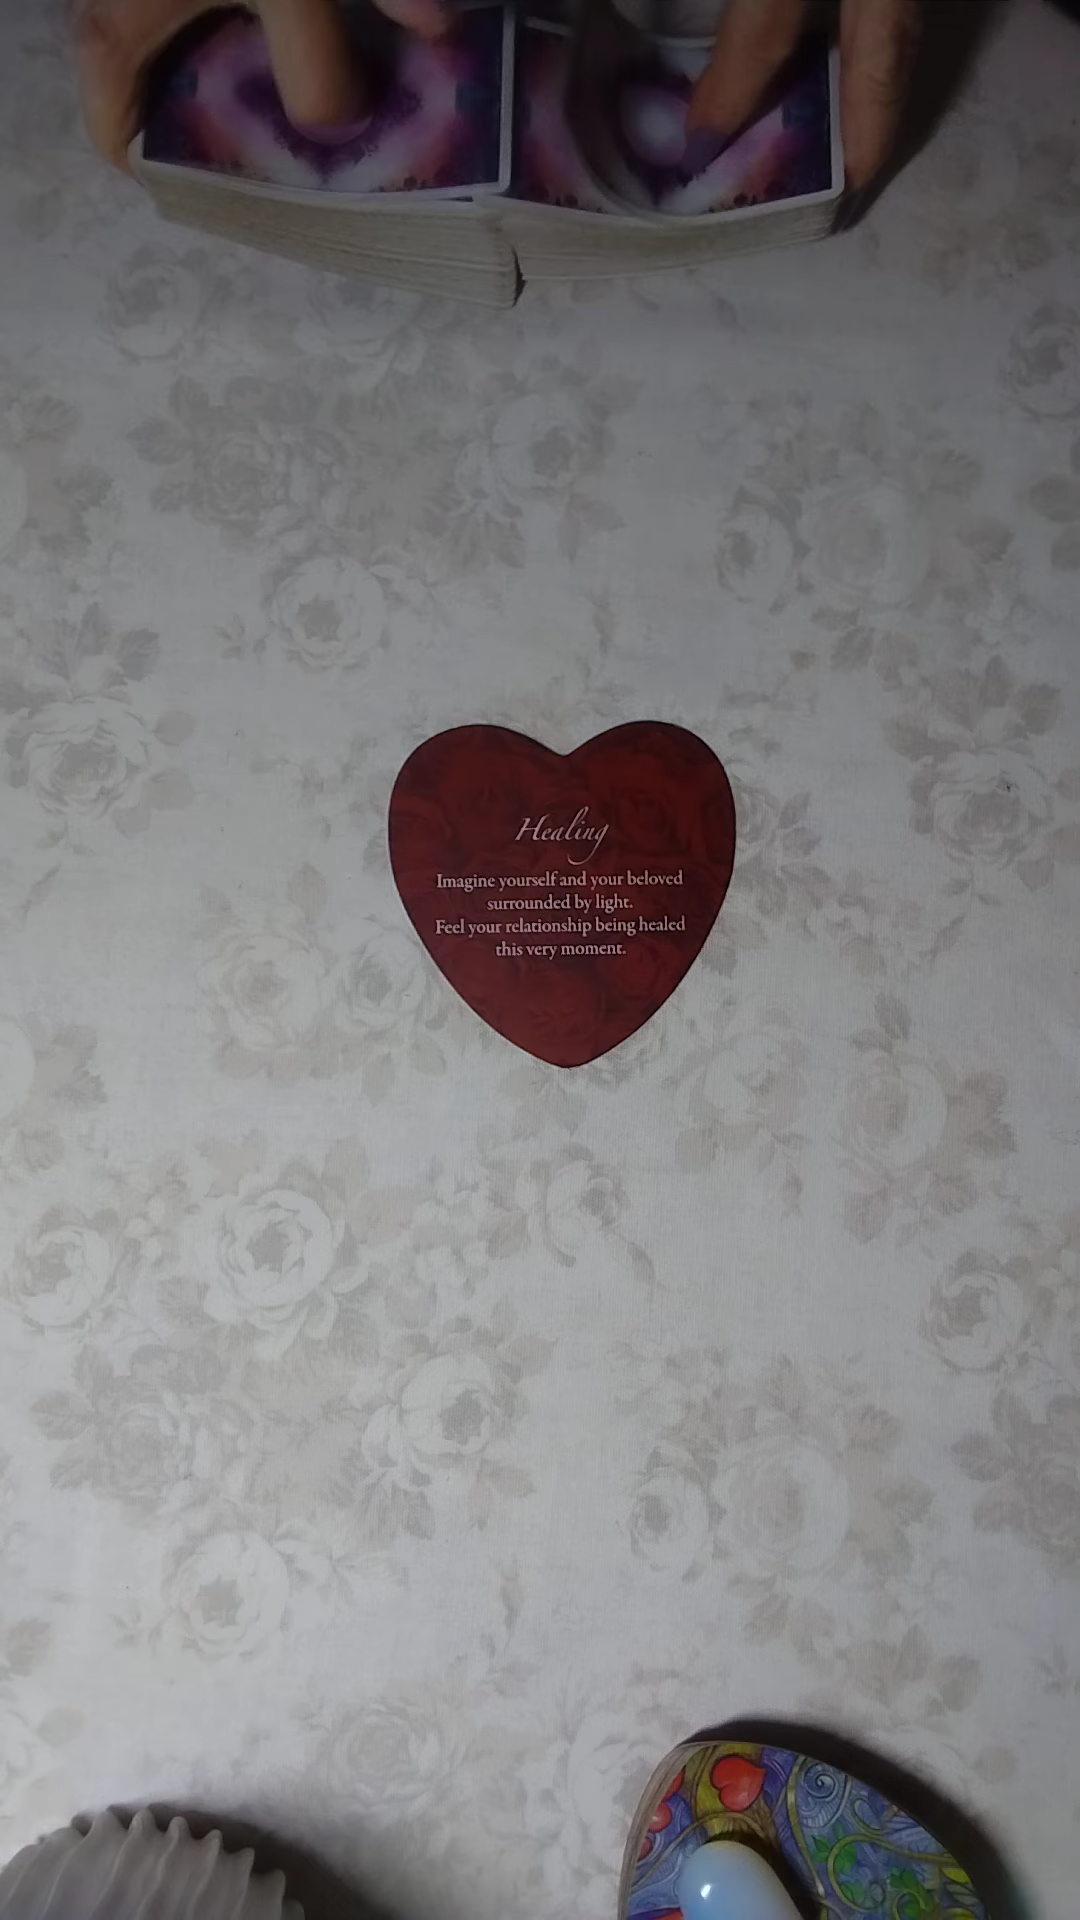 Healing
Imagine yourself and your beloved
surrounded by light.
Feel your relationship being healed
this very moment.